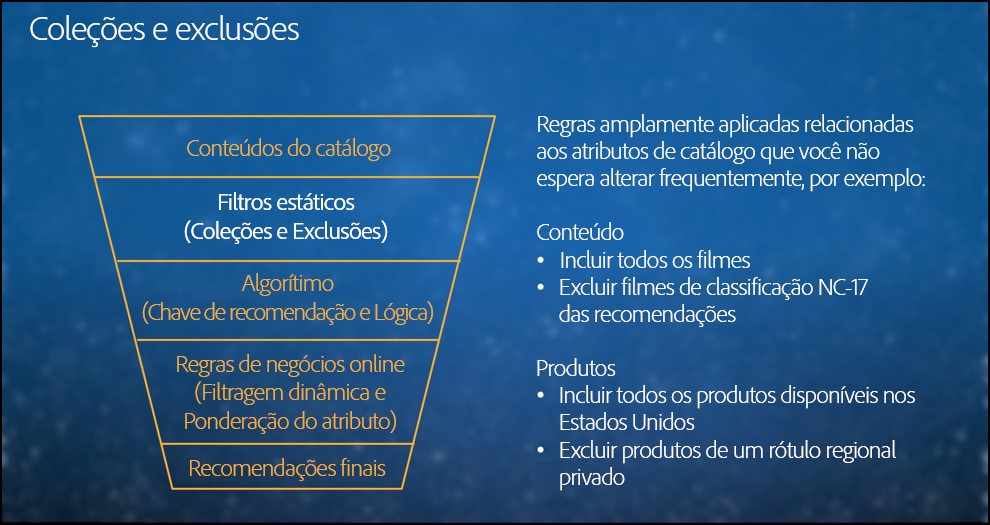 Coleções e exclusões
Conteúdos do catálogo
Filtros estáticos
(Coleções e Exclusões)
Algorítimo
(Chave de recomendação e Lógica)
Regras de negócios online
(Filtragem dinâmica e
Ponderação do atributo)
Recomendações finais
Regras amplamente aplicadas relacionadas
aos atributos de catálogo que você não
espera alterar frequentemente, por exemplo:
Conteúdo
• Incluir todos os filmes
• Excluir filmes de classificação NC-17
das recomendações
Produtos
• Incluir todos os produtos disponíveis nos
Estados Unidos
• Excluir produtos de um rótulo regional
privado